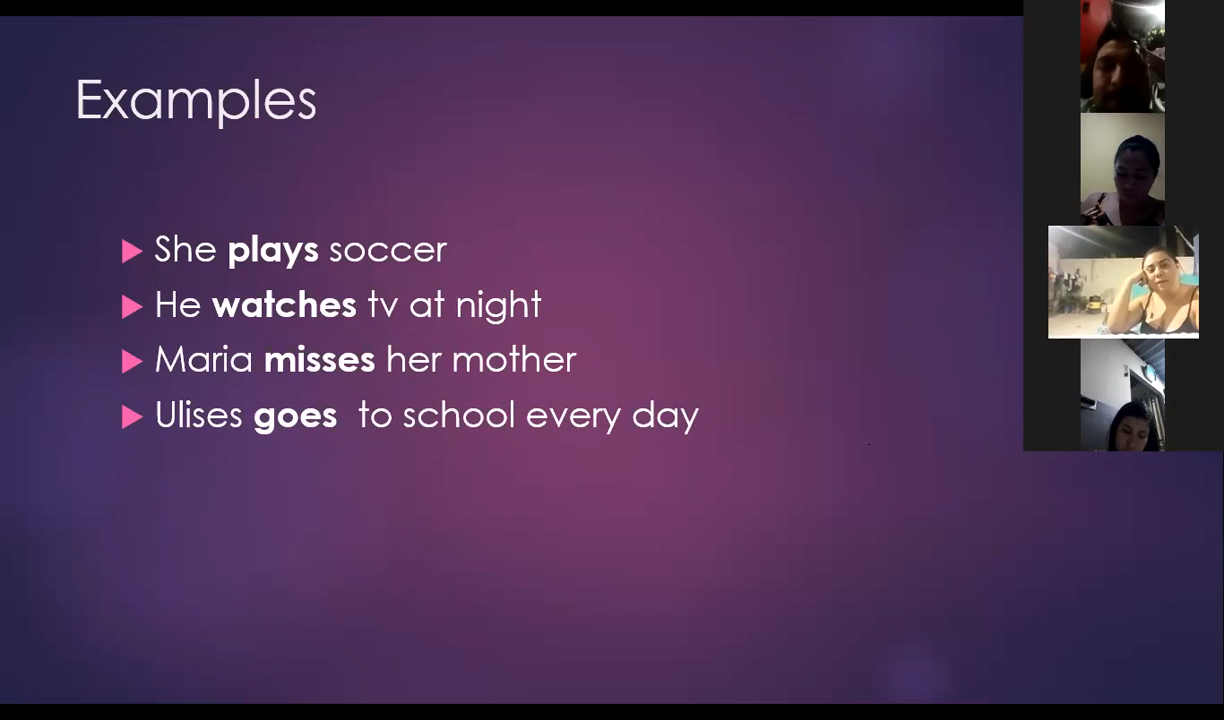 Examples
She plays soccer
He watches tv at night
Maria misses her mother
Ulises goes  to school every day